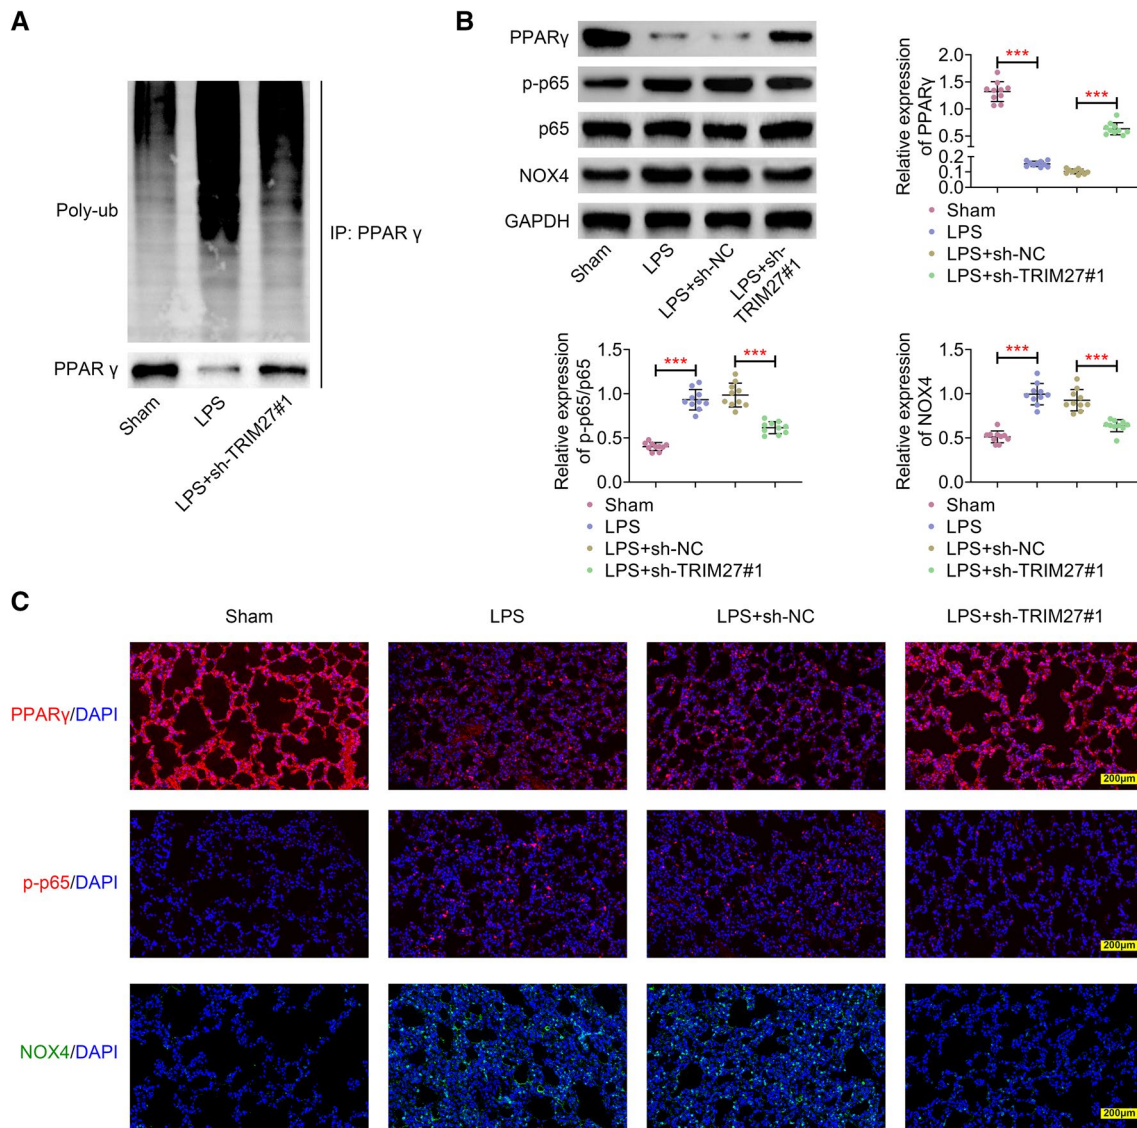 A
Poly-ub
PPAR γ
IP: PPAR γ
Sham
LPS
LPS+sh-TRIM27#1
B
PPARγ
p-p65
p65
NOX4
GAPDH
Sham
LPS
LPS+sh-NC
LPS+sh-
TRIM27#1
Relative expression
of PPARγ
2.0
1.5
1.0
0.5
0.2
0.1
0.0
***
***
Sham
LPS
LPS+sh-NC
LPS+sh-TRIM27#1
Relative expression
of p-p65/p65
1.5
1.0
0.5
0.0
***
***
Sham
LPS
LPS+sh-NC
LPS+sh-TRIM27#1
Relative expression
of NOX4
1.5
1.0
0.5
0.0
***
***
Sham
LPS
LPS+sh-NC
LPS+sh-TRIM27#1
C
Sham
LPS
LPS+sh-NC
LPS+sh-TRIM27#1
PPARγ/DAPI
200μm
p-p65/DAPI
200μm
NOX4/DAPI
200μm